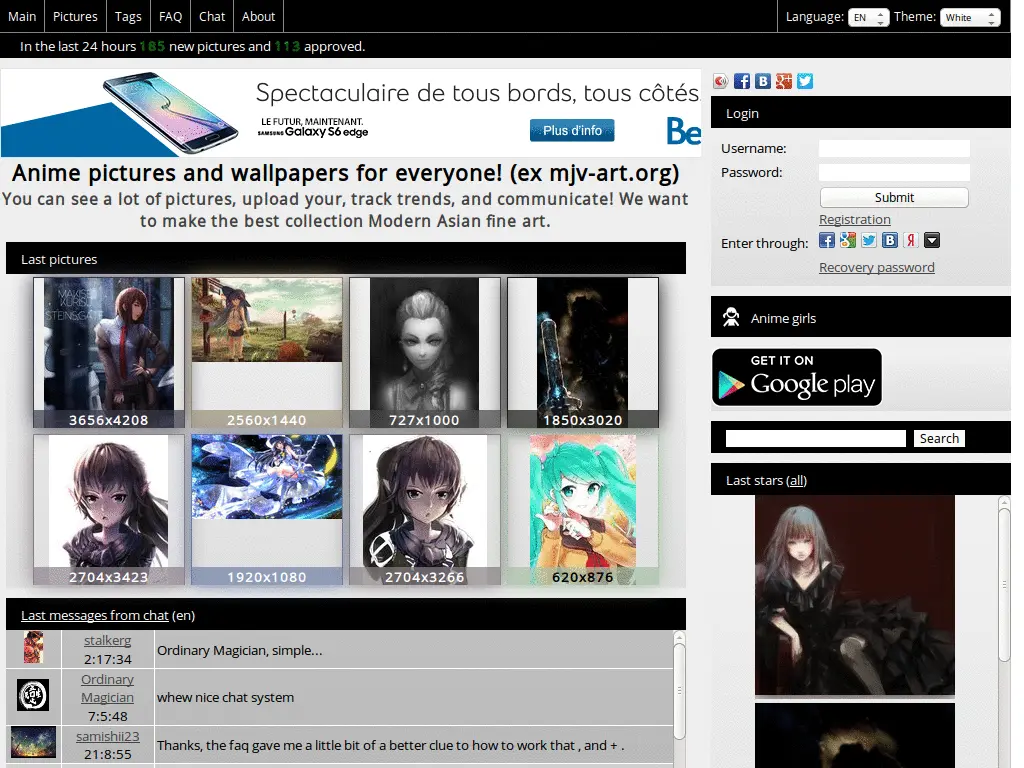 Main Pictures Tags FAQ Chat About
Language: EN Theme: White
In the last 24 hours 185 new pictures and 113 approved.
Spectaculaire de tous bords, tous côtés
LE FUTUR, MAINTENANT.
SAMSUNG Galaxy S6 edge
Plus d'info
Be
Anime pictures and wallpapers for everyone! (ex mjv-art.org)
You can see a lot of pictures, upload your, track trends, and communicate! We want
to make the best collection Modern Asian fine art.
Last pictures
MAKISE
KURISU
STEINS;GATE
3656x4208
2560x1440
727x1000
1850x3020
2704x3423
1920x1080
2704x3266
620x876
Last messages from chat (en)
stalkerg
2:17:34
Ordinary Magician, simple...
Ordinary
Magician
7:5:48
whew nice chat system
samishii23
21:8:55
Thanks, the faq gave me a little bit of a better clue to how to work that , and + .
Login
Username:
Password:
Submit
Registration
Enter through:
Recovery password
Anime girls
GET IT ON
Google play
Search
Last stars (all)